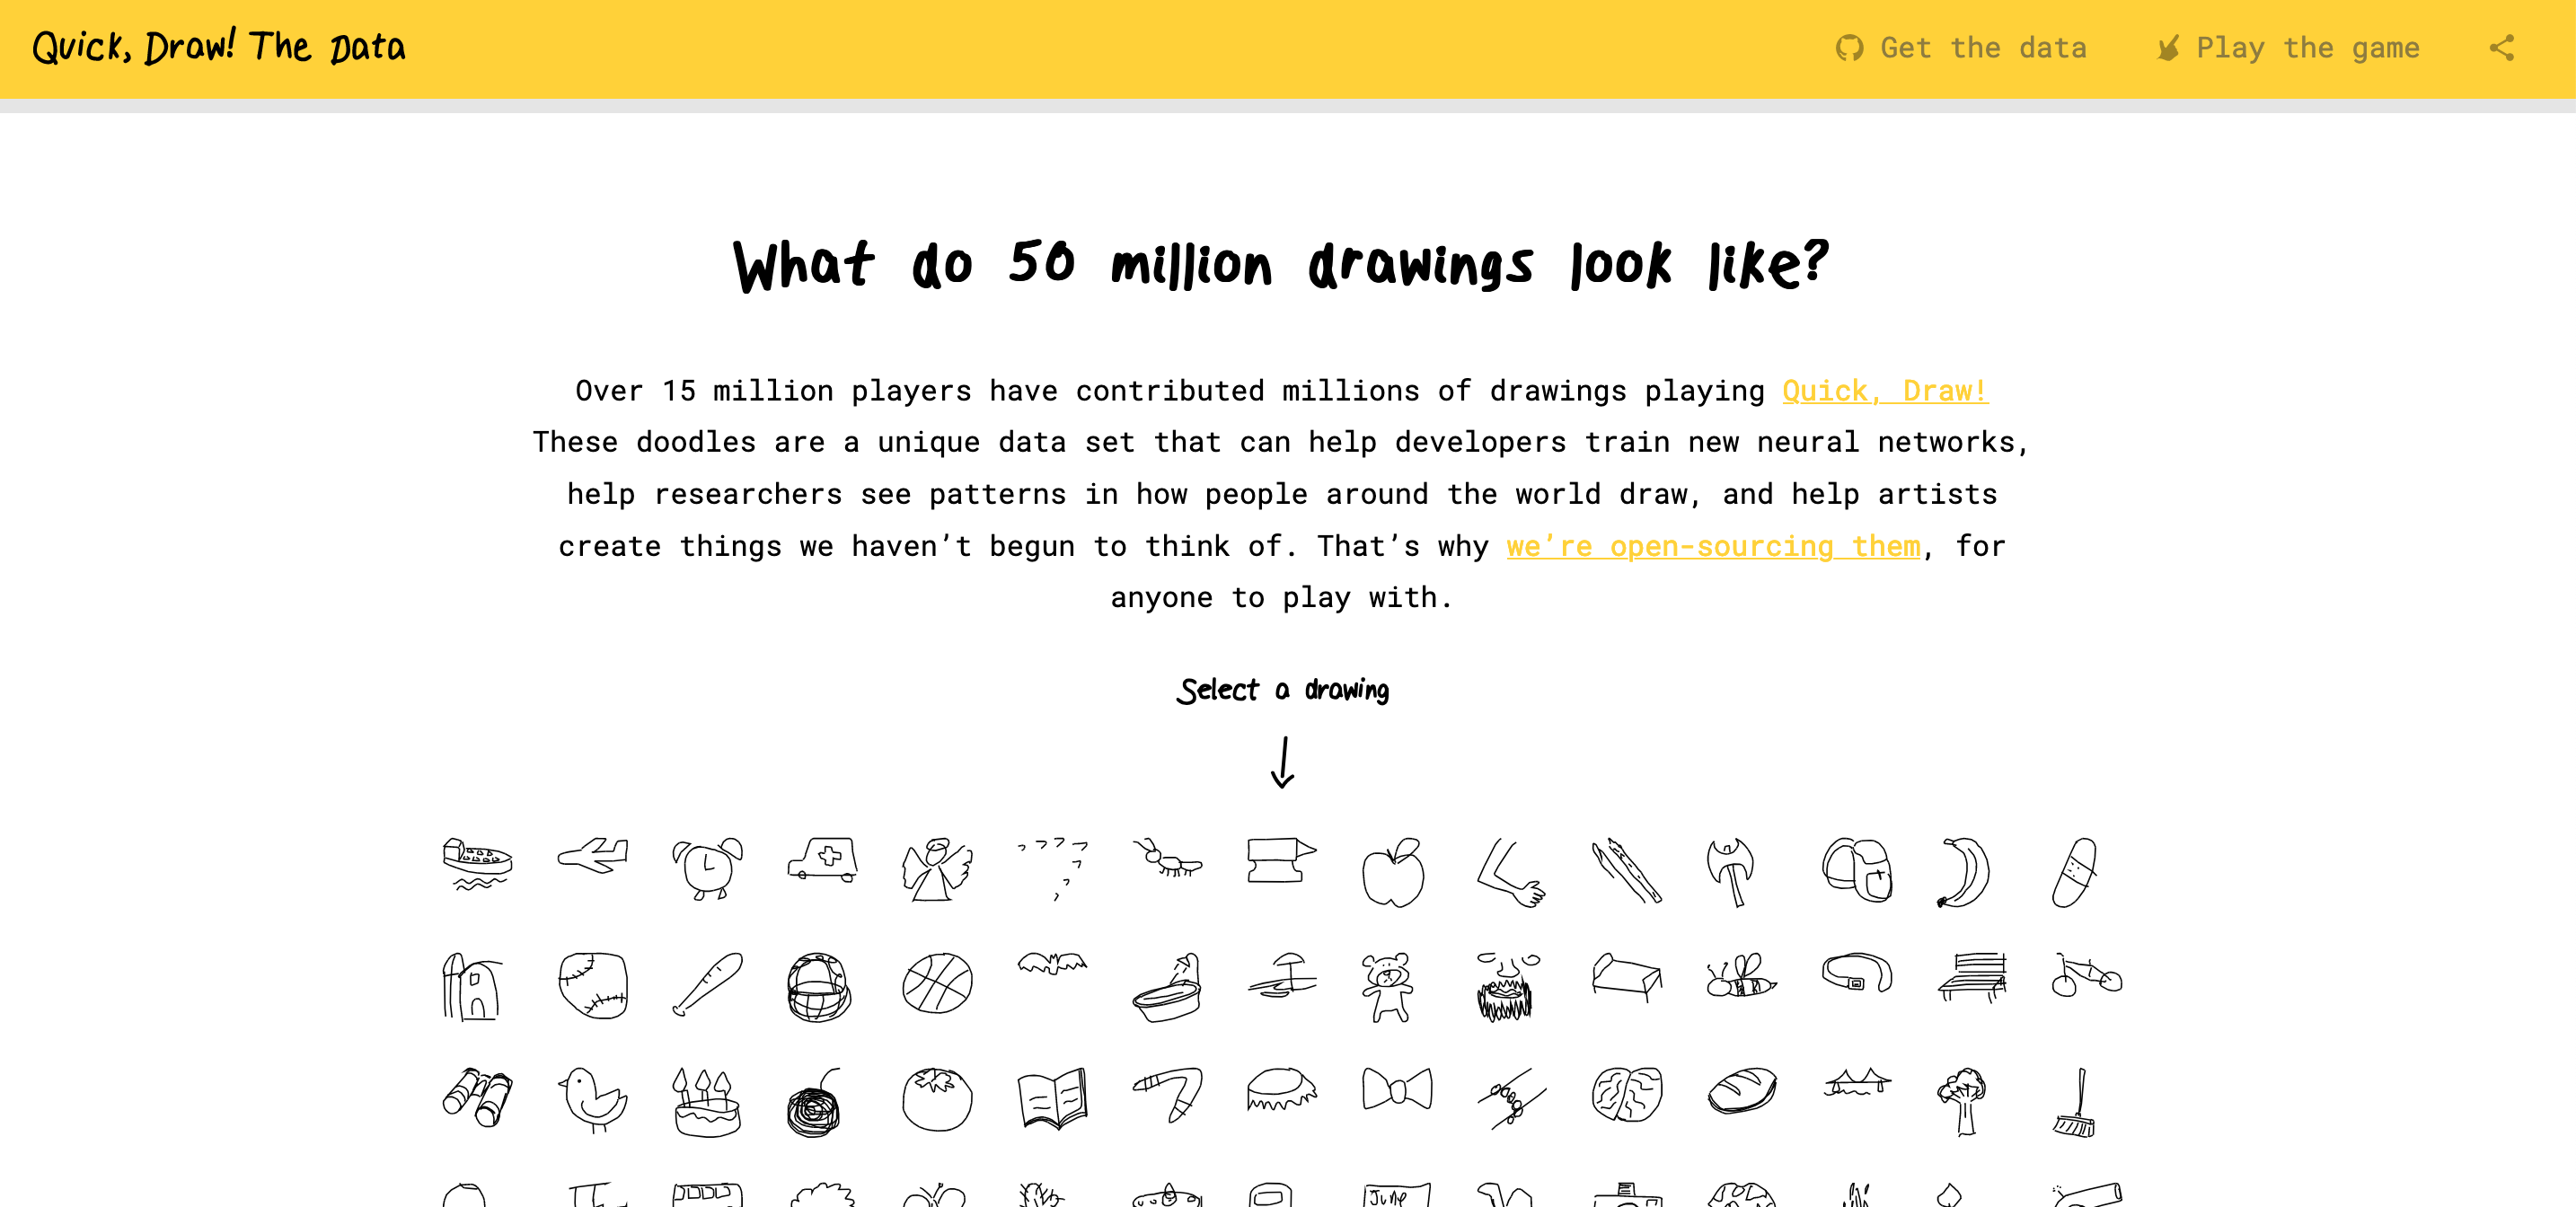 Quick, Draw! The Data
Get the data
Play the game
What do 50 million drawings look like?
Over 15 million players have contributed millions of drawings playing Quick, Draw!
These doodles are a unique data set that can help developers train new neural networks,
help researchers see patterns in how people around the world draw, and help artists
create things we haven’t begun to think of. That’s why we’re open-sourcing them, for
anyone to play with.
Select a drawing
June